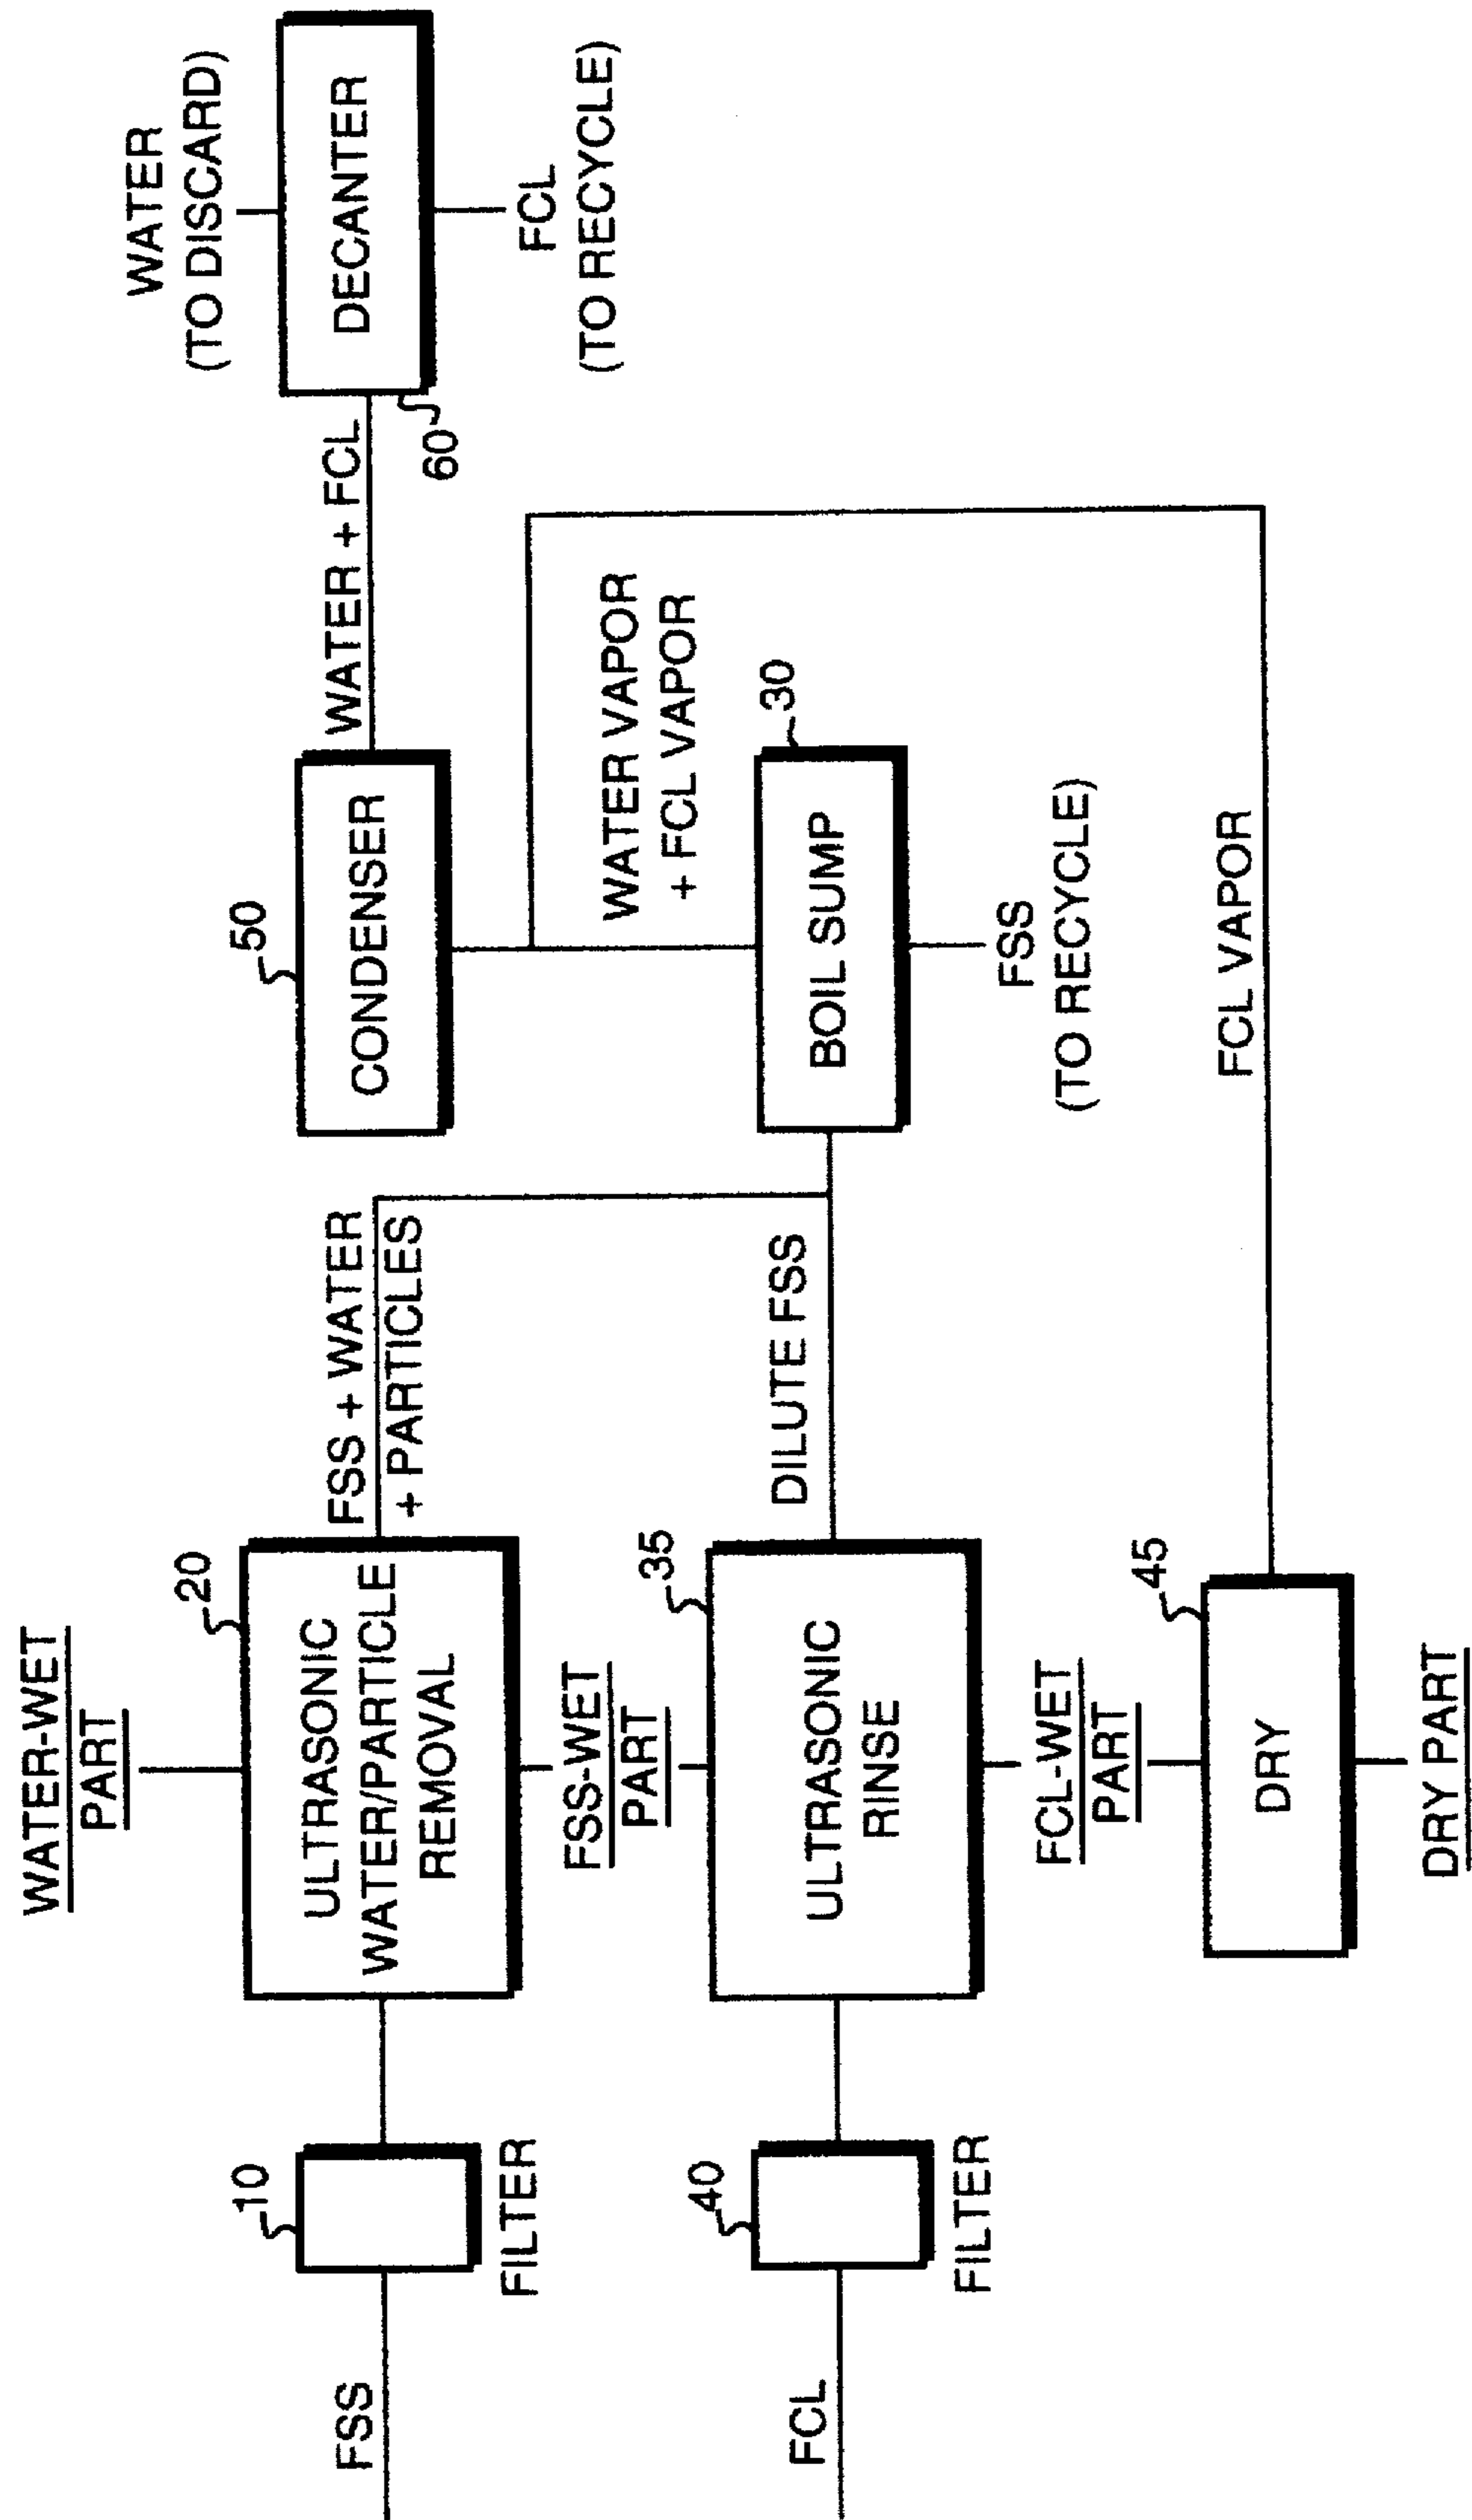 WATER-WET
PART
20
ULTRASONIC
WATER/PARTICLE
REMOVAL
FSS
10
FILTER
FSS + WATER
+ PARTICLES
FSS-WET
PART
35
ULTRASONIC
RINSE
FCL
40
FILTER
DILUTE FSS
FCL-WET
PART
45
DRY
DRY PART
FCL VAPOR
50
CONDENSER
WATER VAPOR
+ FCL VAPOR
30
BOIL SUMP
FSS
(TO RECYCLE)
WATER + FCL
60
WATER
(TO DISCARD)
DECANTER
FCL
(TO RECYCLE)